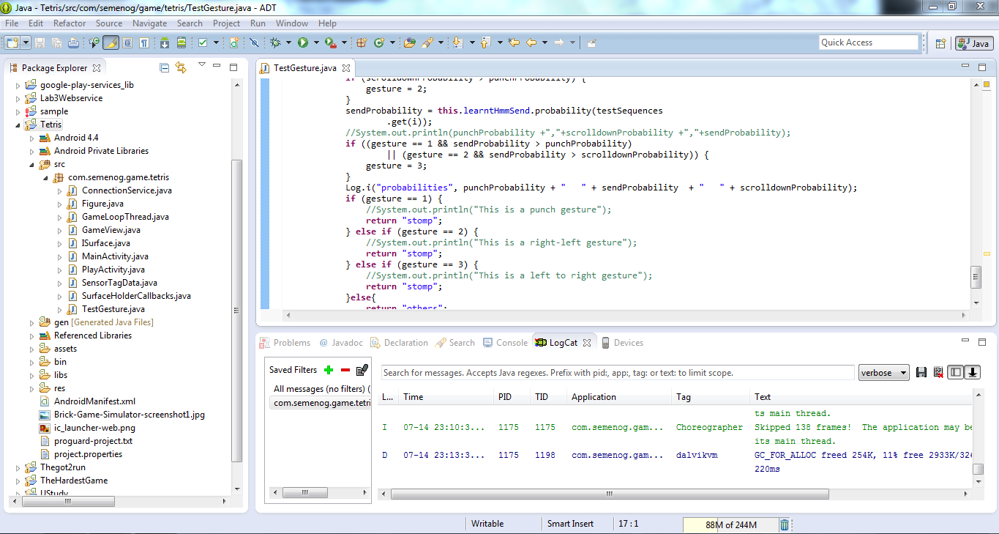 Java - Tetris/src/com/semenog/game/tetris/TestGesture.java - ADT
File Edit Refactor Source Navigate Search Project Run Window Help
Quick Access
Java
Package Explorer
google-play-services_lib
Lab3Webservice
sample
Tetris
Android 4.4
Android Private Libraries
src
com.semenog.game.tetris
ConnectionService.java
Figure.java
GameLoopThread.java
GameView.java
ISurface.java
MainActivity.java
PlayActivity.java
SensorTagData.java
SurfaceHolderCallbacks.java
TestGesture.java
gen [Generated Java Files]
Referenced Libraries
assets
bin
libs
res
AndroidManifest.xml
Brick-Game-Simulator-screenshot1.jpg
ic_launcher-web.png
proguard-project.txt
project.properties
Thegot2run
TheHardestGame
UStudy
TestGesture.java
if (scrolldownProbability > punchProbability) {
gesture = 2;
}
sendProbability = this.learntHmmSend.probability(testSequences
.get(i));
//System.out.println(punchProbability +","+scrolldownProbability +","+sendProbability);
if ((gesture == 1 && sendProbability > punchProbability)
|| (gesture == 2 && sendProbability > scrolldownProbability)) {
gesture = 3;
}
Log.i("probabilities", punchProbability + "   " + sendProbability  + "   " + scrolldownProbability);
if (gesture == 1) {
//System.out.println("This is a punch gesture");
return "stomp";
} else if (gesture == 2) {
//System.out.println("This is a right-left gesture");
return "stomp";
} else if (gesture == 3) {
//System.out.println("This is a left to right gesture");
return "stomp";
}else{
return "others";
Problems @ Javadoc Declaration Search Console LogCat Devices
Saved Filters
All messages (no filters) (
com.semenog.game.tetri
Search for messages. Accepts Java regexes. Prefix with pid:, app:, tag: or text: to limit scope.
verbose
L... Time PID TID Application Tag Text
ts main thread.
I 07-14 23:10:3... 1175 1175 com.semenog.gam... Choreographer Skipped 138 frames!  The application may be
its main thread.
D 07-14 23:13:3... 1175 1198 com.semenog.gam... dalvikvm GC_FOR_ALLOC freed 254K, 11% free 2933K/326
220ms
Writable Smart Insert 17 : 1 88M of 244M